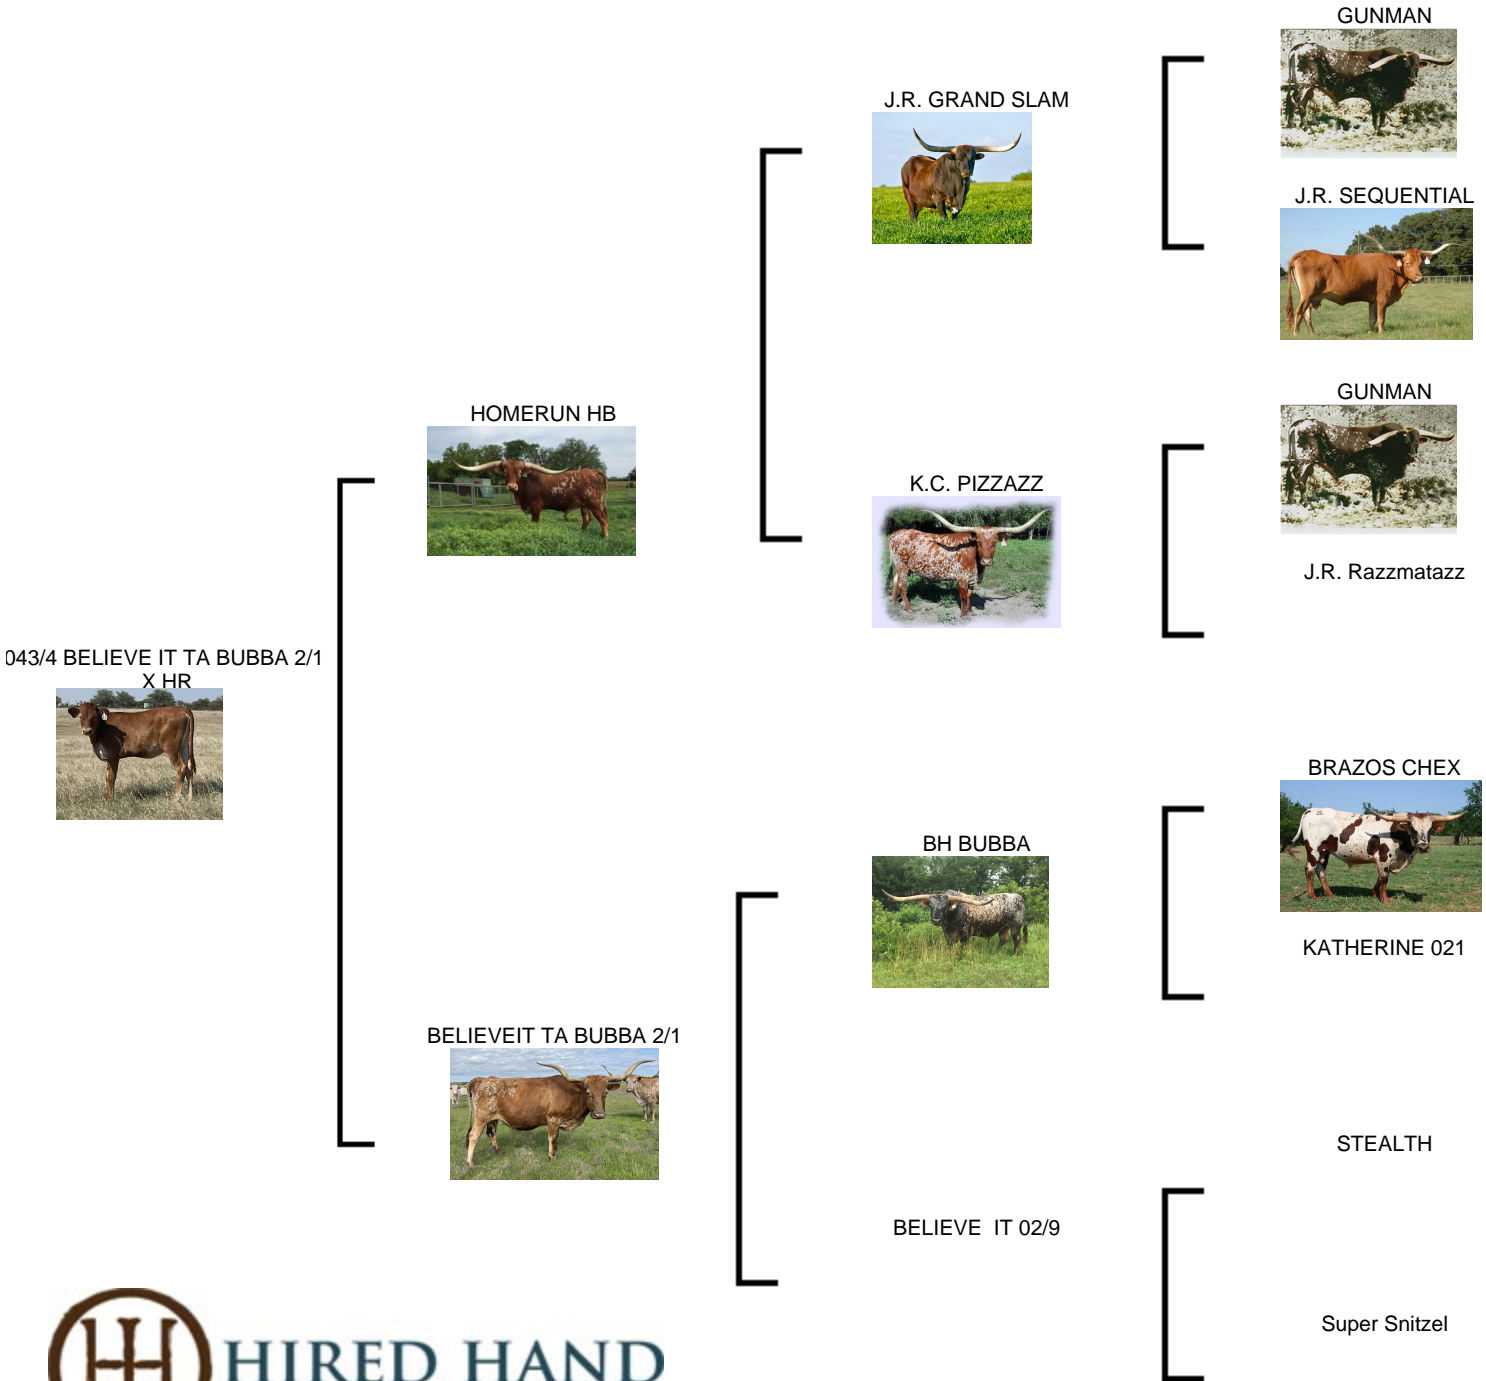 GUNMAN
J.R. GRAND SLAM
J.R. SEQUENTIAL
HOMERUN HB
GUNMAN
K.C. PIZZAZZ
J.R. Razzmatazz
043/4 BELIEVE IT TA BUBBA 2/1
X HR
BRAZOS CHEX
BH BUBBA
KATHERINE 021
BELIEVEIT TA BUBBA 2/1
STEALTH
BELIEVE  IT 02/9
Super Snitzel
HIRED HAND